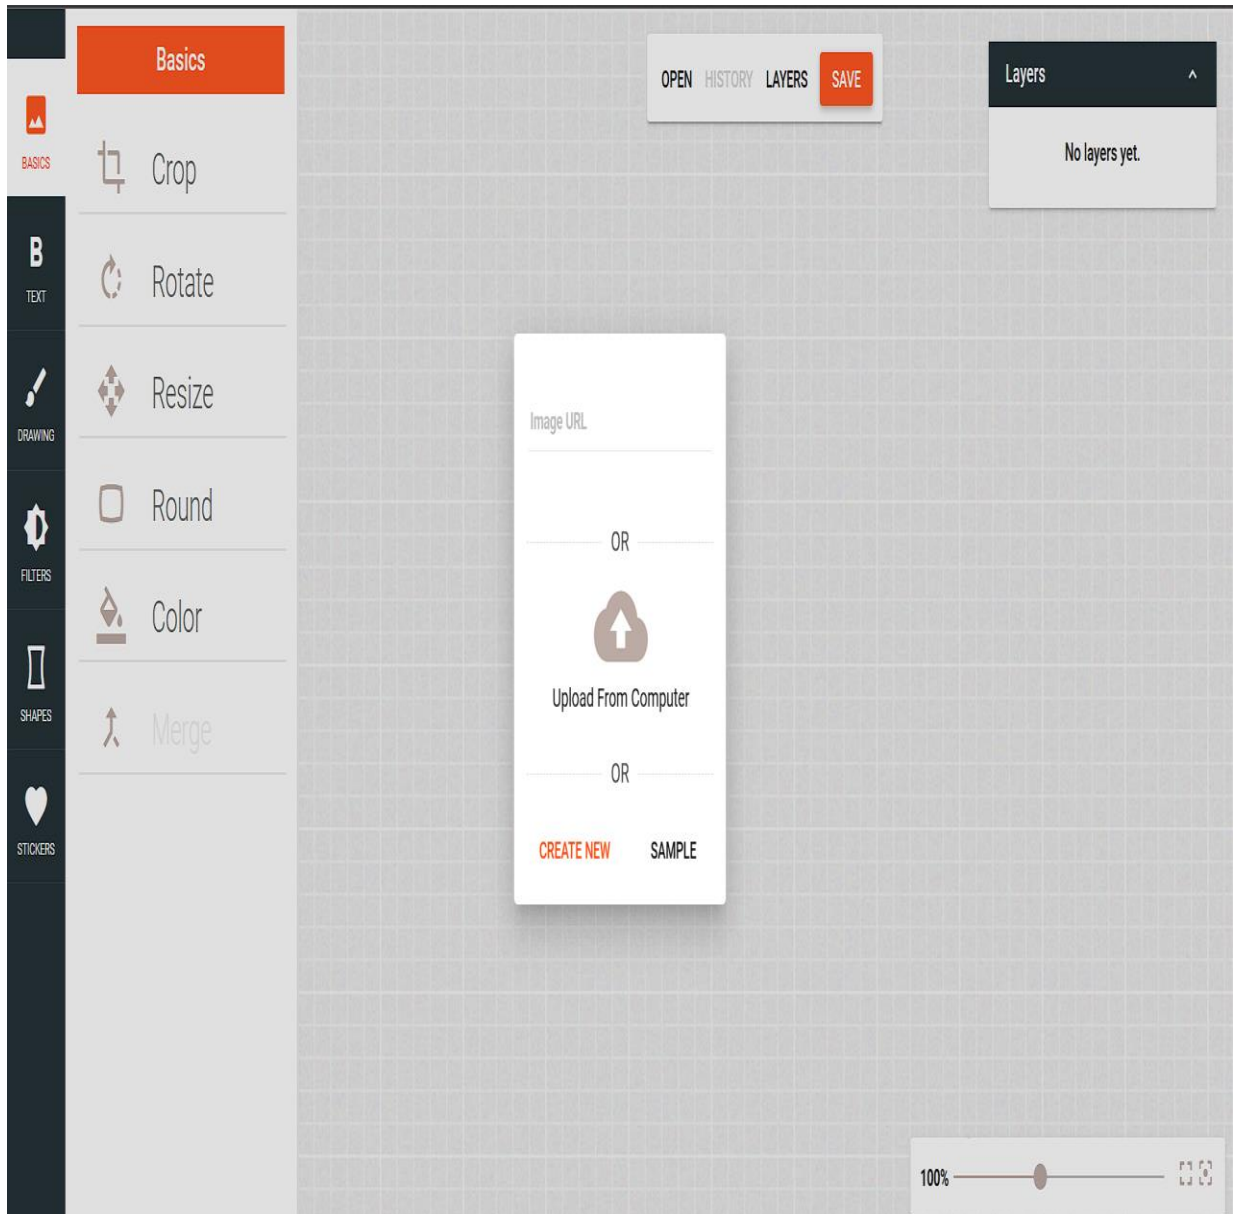 BASICS
TEXT
DRAWING
FILTERS
SHAPES
STICKERS
Basics
Crop
Rotate
Resize
Round
Color
Merge
OPEN HISTORY LAYERS SAVE
Layers
No layers yet.
Image URL
OR
Upload From Computer
OR
CREATE NEW SAMPLE
100%